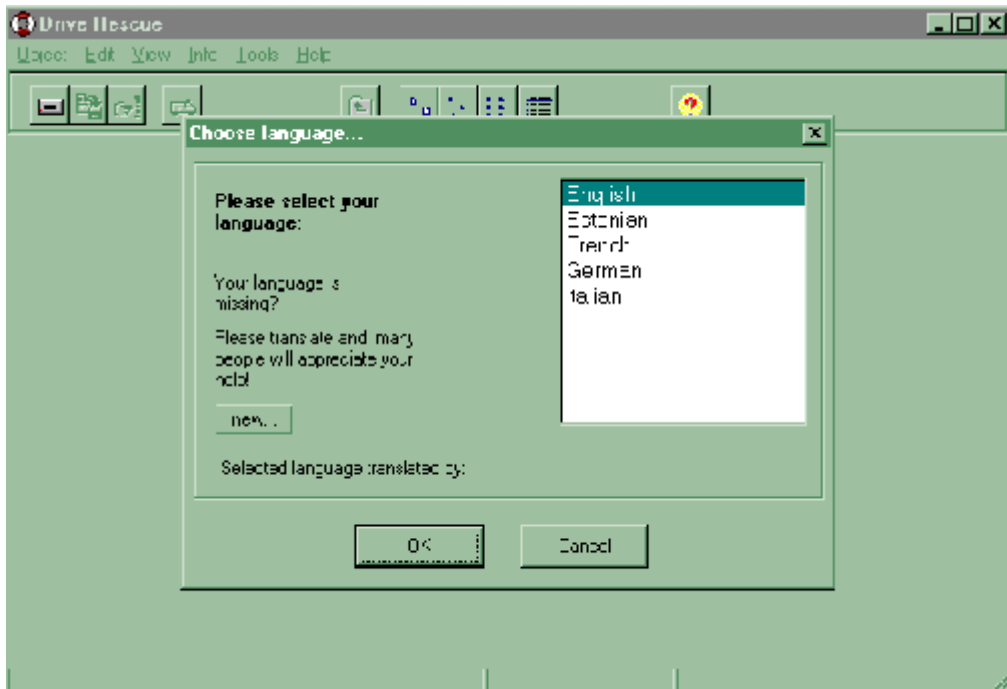 Drive Rescue
Object Edit View Info Tools Help
Choose language...
Please select your
language:
Your language is
missing?
Please translate and many
people will appreciate your
help!
new...
Selected language translated by:
English
Estonian
French
German
Italian
OK
Cancel